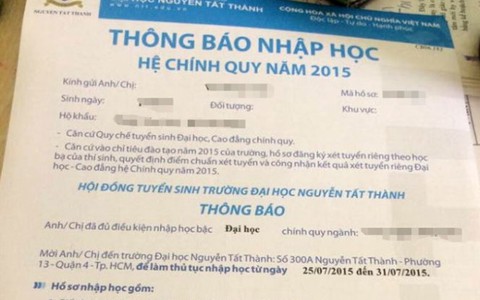 HỌC NGUYỄN TẤT THÀNH
CỘNG HÒA XÃ HỘI CHỦ NGHĨA VIỆT NAM
NGUYEN TAT THANH
Độc lập - Tự do - Hạnh phúc
THÔNG BÁO NHẬP HỌC
HỆ CHÍNH QUY NĂM 2015
Kính gửi Anh/ Chị:
Mã hồ sơ:
Sinh ngày:
Đối tượng:
Khu vực:
Hộ khẩu:
- Căn cứ Quy chế tuyển sinh Đại học, Cao đẳng chính quy.
- Căn cứ vào chỉ tiêu đào tạo năm 2015 của trường, hồ sơ đăng ký xét tuyển riêng theo học
bạ của thí sinh, quyết định điểm chuẩn xét tuyển và công nhận kết quả xét tuyển riêng Đại
học - Cao đẳng hệ Chính quy năm 2015.
HỘI ĐỒNG TUYỂN SINH TRƯỜNG ĐẠI HỌC NGUYỄN TẤT THÀNH
THÔNG BÁO
Anh/ Chị đã đủ điều kiện nhập học bậc Đại học chính quy ngành:
Mời Anh/ Chị đến trường Đại học Nguyễn Tất Thành: Số 300A Nguyễn Tất Thành - Phường
13 - Quận 4 - Tp. HCM, để làm thủ tục nhập học từ ngày 25/07/2015 đến 31/07/2015.
Hồ sơ nhập học gồm: